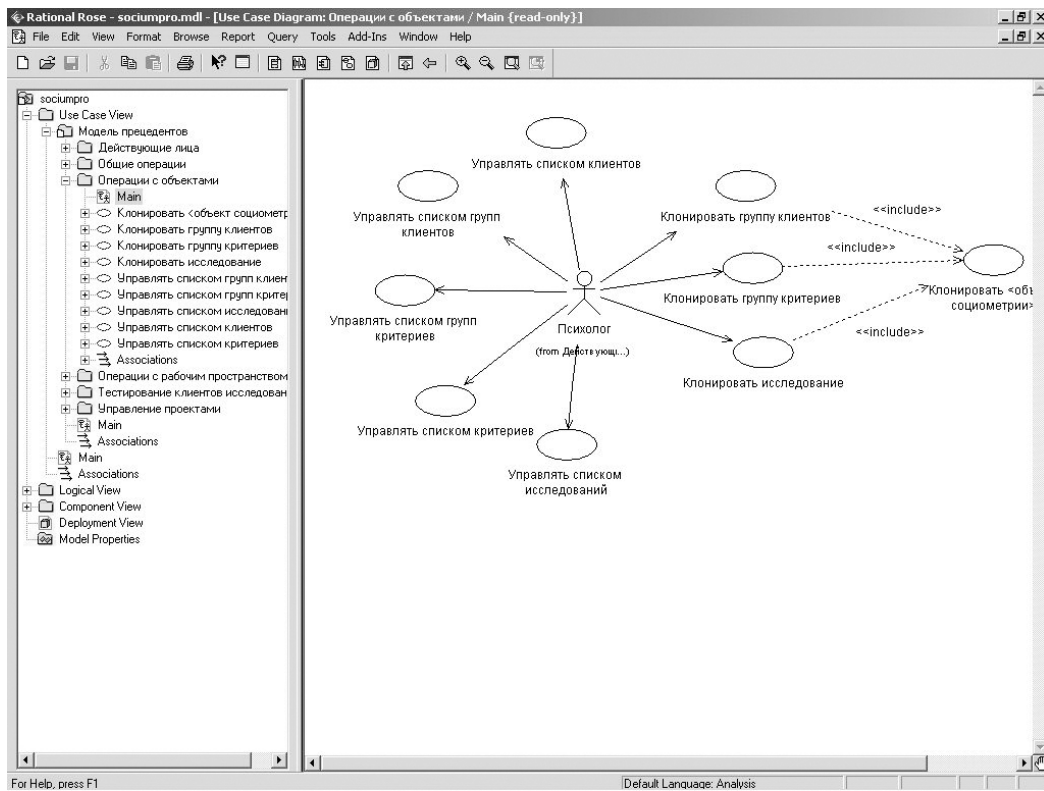 Rational Rose - sociumpro.mdl - [Use Case Diagram: Операции с объектами / Main {read-only}]
File Edit View Format Browse Report Query Tools Add-Ins Window Help
sociumpro
Use Case View
Модель прецедентов
Действующие лица
Общие операции
Операции с объектами
Main
Клонировать <объект социометр
Клонировать группу клиентов
Клонировать группу критериев
Клонировать исследование
Управлять списком групп клиен
Управлять списком групп крите
Управлять списком исследован
Управлять списком клиентов
Управлять списком критериев
Associations
Операции с рабочим пространством
Тестирование клиентов исследован
Управление проектами
Main
Associations
Main
Associations
Logical View
Component View
Deployment View
Model Properties
Управлять списком клиентов
Управлять списком групп
клиентов
Клонировать группу клиентов
<<include>>
<<include>>
Клонировать группу критериев
Клонировать <объ
социометрии>
Управлять списком групп
критериев
Психолог
(from Действующи...)
<<include>>
Клонировать исследование
Управлять списком критериев
Управлять списком
исследований
For Help, press F1
Default Language: Analysis